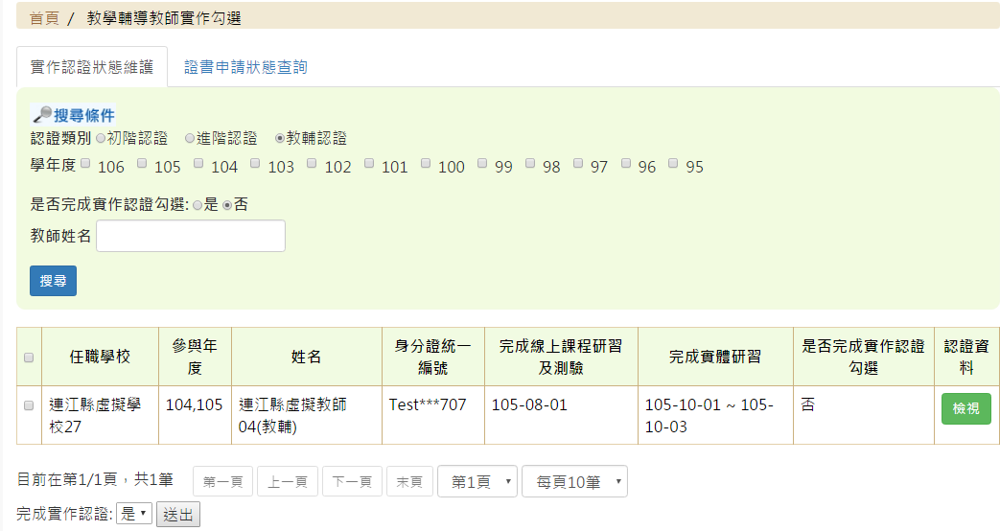 首頁 / 教學輔導教師實作勾選
實作認證狀態維護 證書申請狀態查詢
搜尋條件
認證類別 初階認證 進階認證 教輔認證
學年度 106 105 104 103 102 101 100 99 98 97 96 95
是否完成實作認證勾選: 是 否
教師姓名
搜尋
任職學校 參與年度 姓名 身分證統一編號 完成線上課程研習及測驗 完成實體研習 是否完成實作認證勾選 認證資料
連江縣虛擬學校27 104,105 連江縣虛擬教師04(教輔) Test***707 105-08-01 105-10-01 ~ 105-10-03 否 檢視
目前在第1/1頁，共1筆 第一頁 上一頁 下一頁 末頁 第1頁 每頁10筆
完成實作認證: 是 送出